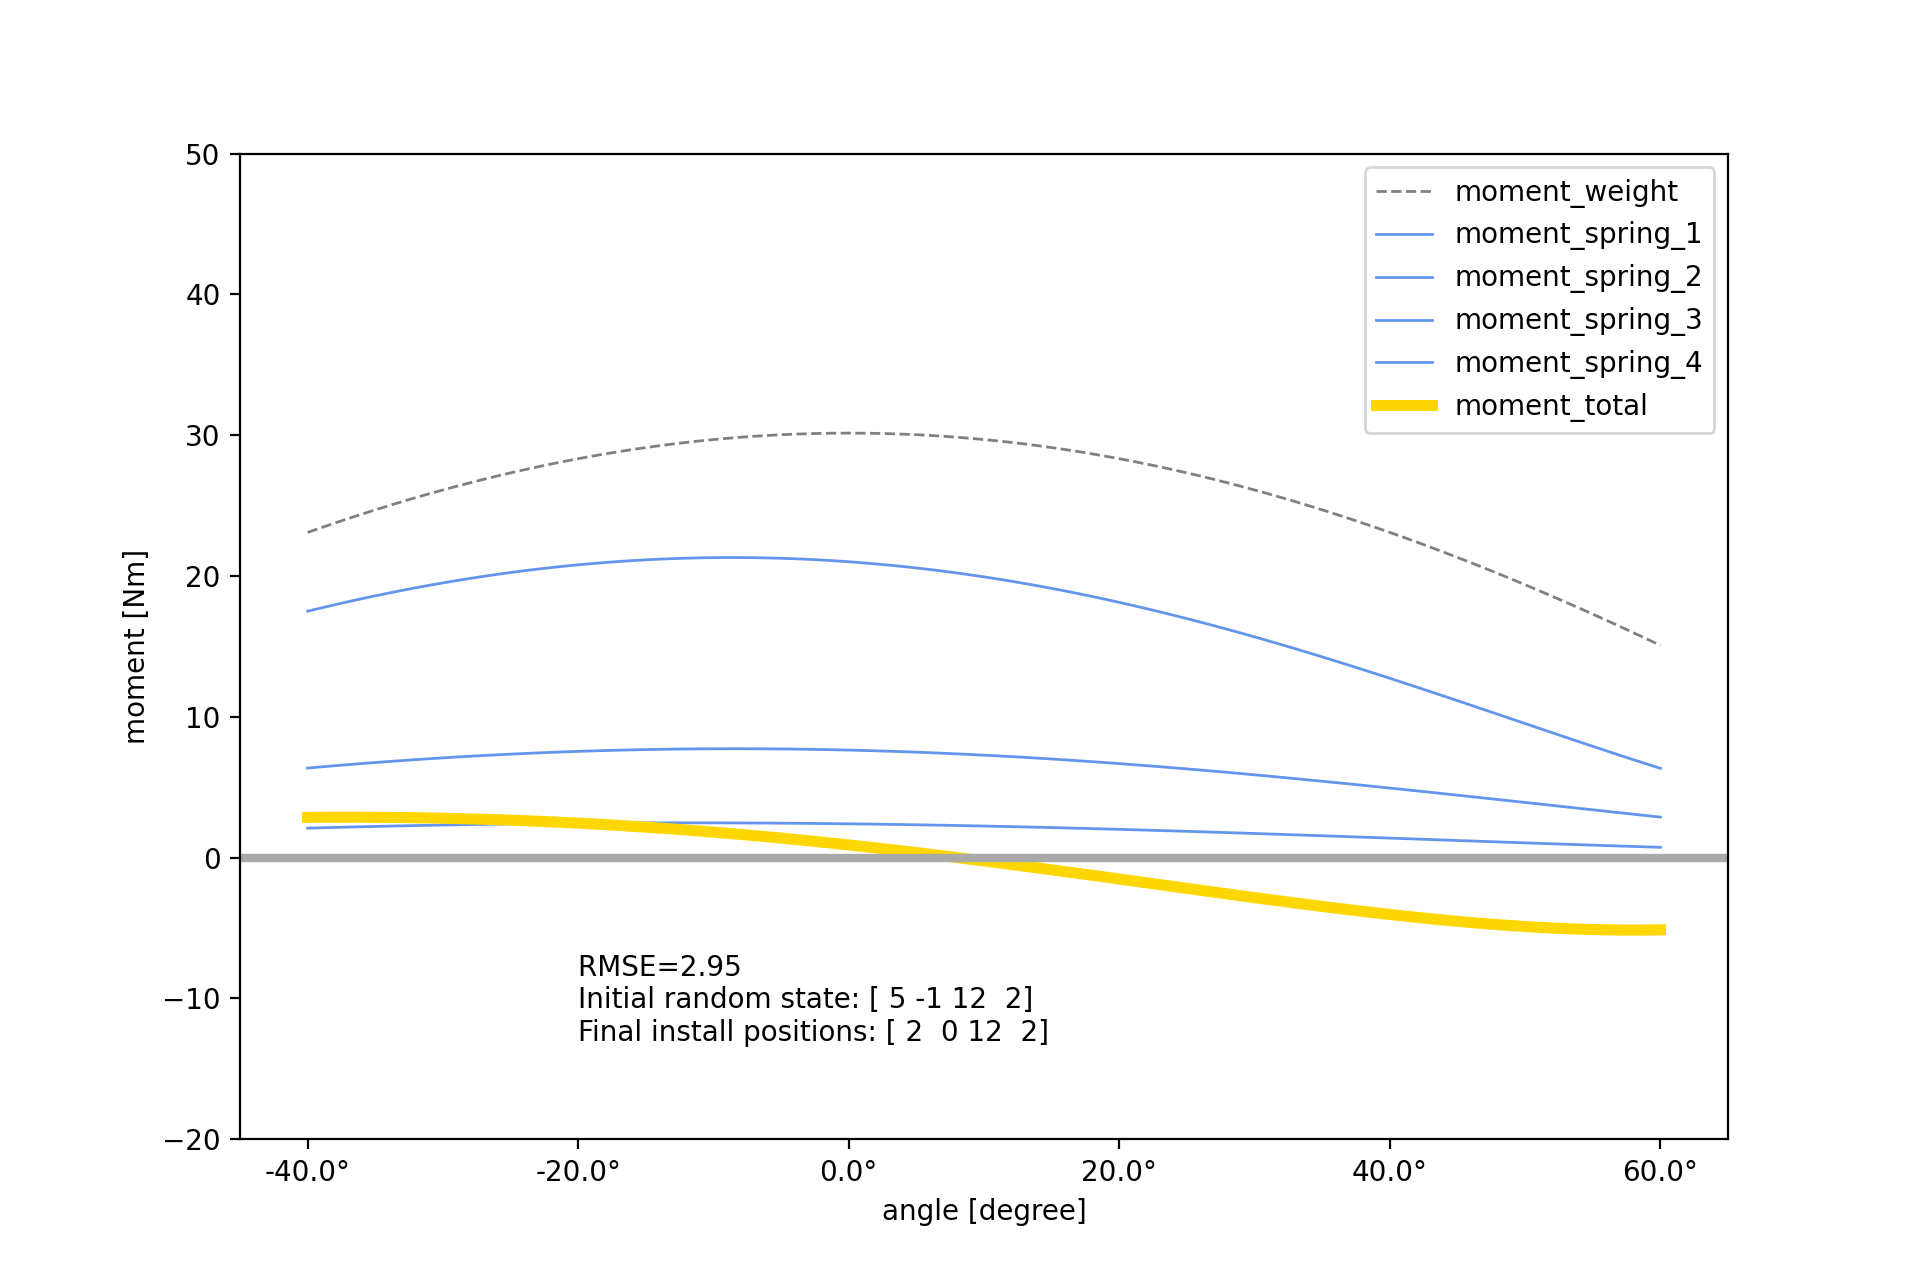 50
40
30
20
10
0
−10
−20
moment [Nm]
moment_weight
moment_spring_1
moment_spring_2
moment_spring_3
moment_spring_4
moment_total
RMSE=2.95
Initial random state: [ 5 -1 12  2]
Final install positions: [ 2  0 12  2]
-40.0° -20.0° 0.0° 20.0° 40.0° 60.0°
angle [degree]